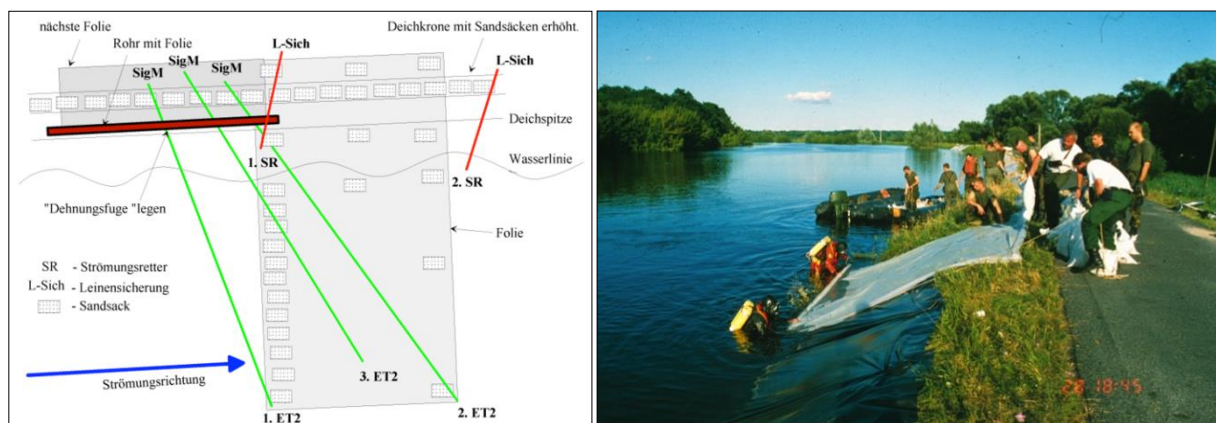 nächste Folie
Rohr mit Folie
SigM
SigM
SigM
L-Sich
Deichkrone mit Sandsäcken erhöht.
L-Sich
Deichspitze
1. SR
Wasserlinie
2. SR
"Dehnungsfuge "legen
Folie
SR - Strömungsretter
L-Sich - Leinensicherung
- Sandsack
3. ET2
Strömungsrichtung
1. ET2
2. ET2
28 18:45